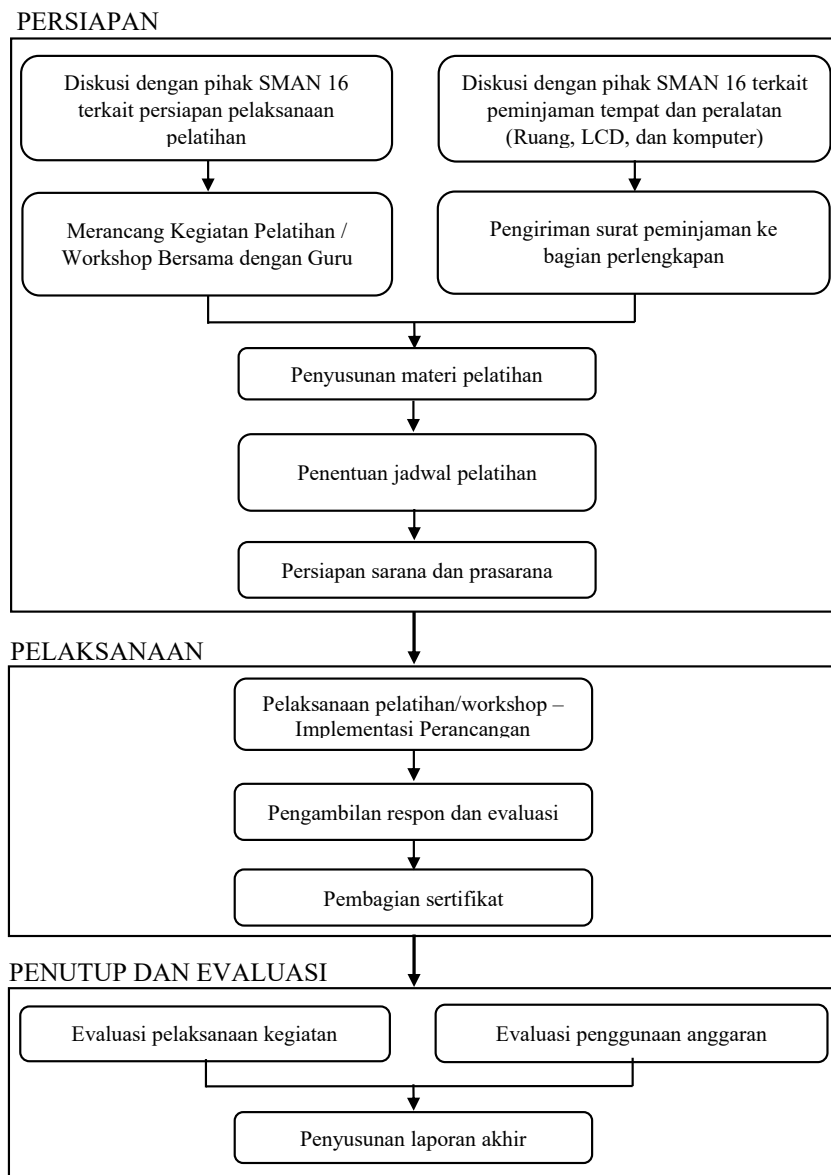 PERSIAPAN
Diskusi dengan pihak SMAN 16
terkait persiapan pelaksanaan
pelatihan
Diskusi dengan pihak SMAN 16 terkait
peminjaman tempat dan peralatan
(Ruang, LCD, dan komputer)
Merancang Kegiatan Pelatihan /
Workshop Bersama dengan Guru
Pengiriman surat peminjaman ke
bagian perlengkapan
Penyusunan materi pelatihan
Penentuan jadwal pelatihan
Persiapan sarana dan prasarana
PELAKSANAAN
Pelaksanaan pelatihan/workshop –
Implementasi Perancangan
Pengambilan respon dan evaluasi
Pembagian sertifikat
PENUTUP DAN EVALUASI
Evaluasi pelaksanaan kegiatan
Evaluasi penggunaan anggaran
Penyusunan laporan akhir